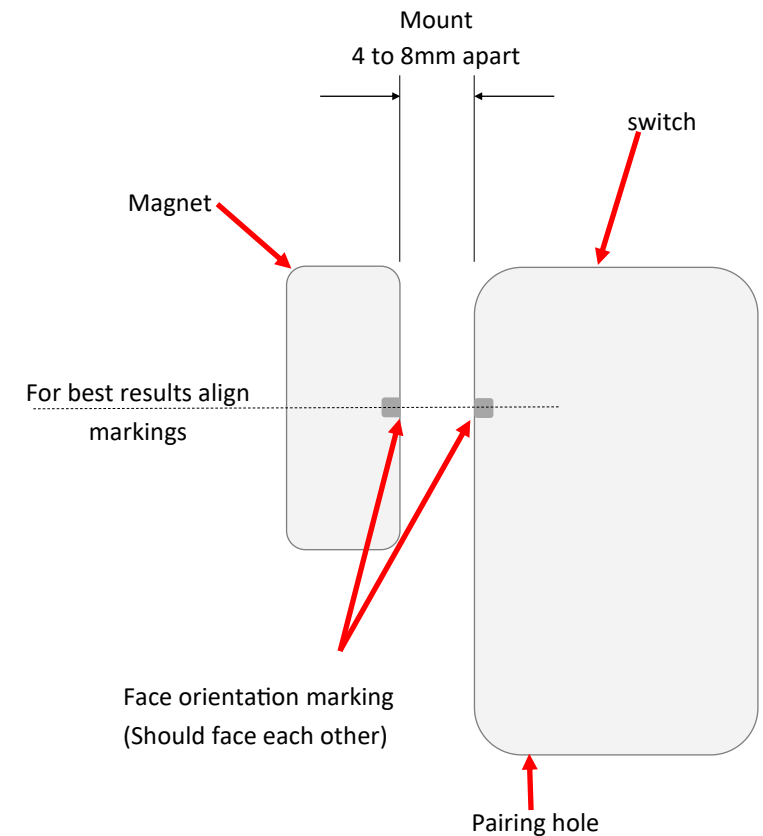 Mount
4 to 8mm apart
switch
Magnet
For best results align
markings
Face orientation marking
(Should face each other)
Pairing hole